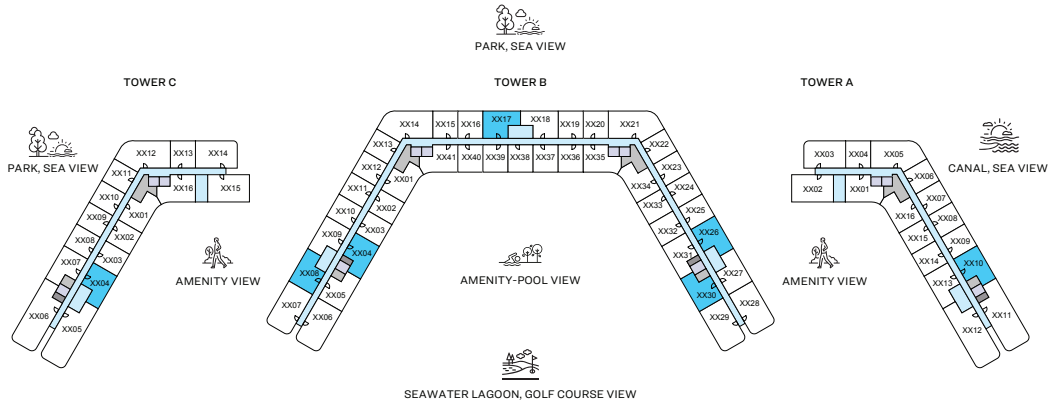 PARK, SEA VIEW
TOWER C
TOWER B
TOWER A
PARK, SEA VIEW
CANAL, SEA VIEW
XX12
XX13
XX14
XX11
XX16
XX15
XX10
XX01
XX09
XX02
XX08
XX03
XX07
XX04
XX06
XX05
AMENITY VIEW
XX14
XX15
XX16
XX17
XX18
XX19
XX20
XX21
XX13
XX41
XX40
XX39
XX38
XX37
XX36
XX35
XX22
XX12
XX01
XX34
XX23
XX11
XX02
XX33
XX24
XX10
XX03
XX32
XX25
XX09
XX04
XX31
XX26
XX08
XX05
XX30
XX27
XX07
XX06
XX29
XX28
AMENITY-POOL VIEW
XX03
XX04
XX05
XX02
XX01
XX06
XX16
XX07
XX15
XX08
XX14
XX09
XX13
XX10
XX12
XX11
AMENITY VIEW
SEAWATER LAGOON, GOLF COURSE VIEW